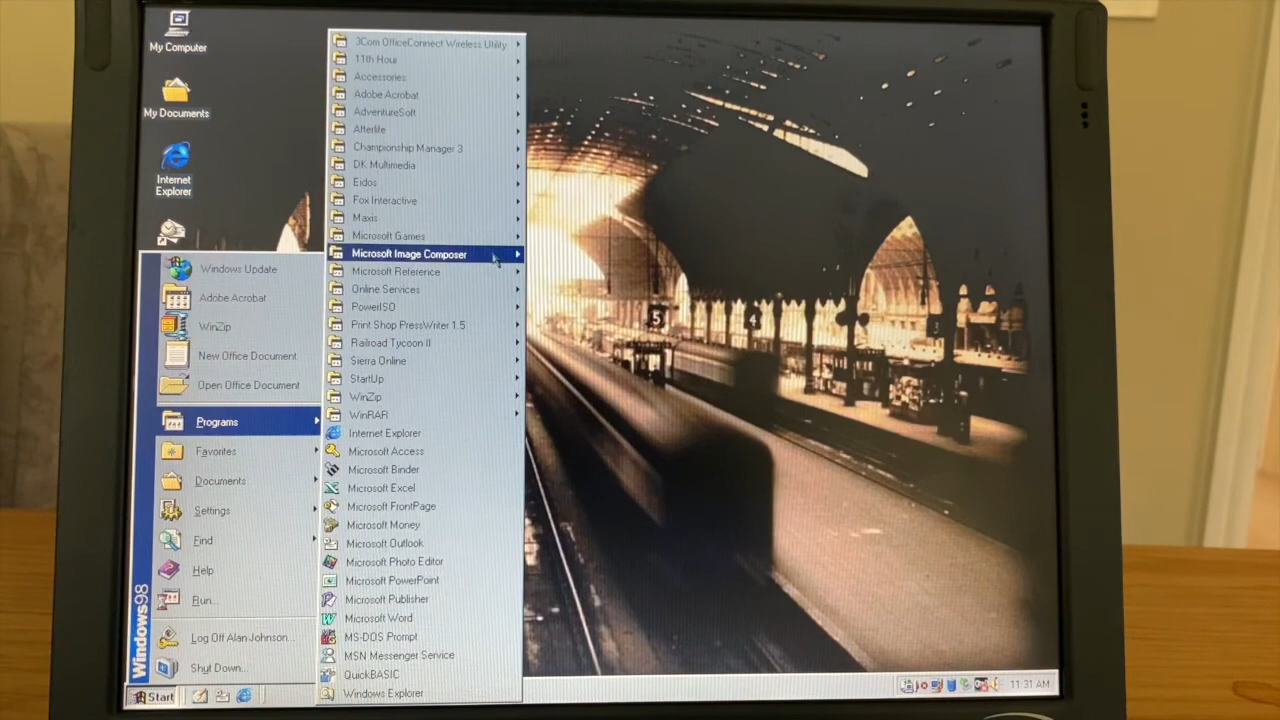 My Computer
My Documents
Internet
Explorer
Windows Update
Adobe Acrobat
WinZip
New Office Document
Open Office Document
Programs
Favorites
Documents
Settings
Find
Help
Run...
Log Off Alan Johnson...
Shut Down...
Windows98
Start
3Com OfficeConnect Wireless Utility
11th Hour
Accessories
Adobe Acrobat
AdventureSoft
Afterlife
Championship Manager 3
DK Multimedia
Eidos
Fox Interactive
Maxis
Microsoft Games
Microsoft Image Composer
Microsoft Reference
Online Services
PowerISO
Print Shop PressWriter 1.5
Railroad Tycoon II
Sierra Online
StartUp
WinZip
WinRAR
Internet Explorer
Microsoft Access
Microsoft Binder
Microsoft Excel
Microsoft FrontPage
Microsoft Money
Microsoft Outlook
Microsoft Photo Editor
Microsoft PowerPoint
Microsoft Publisher
Microsoft Word
MS-DOS Prompt
MSN Messenger Service
QuickBASIC
Windows Explorer
5
4
11:31 AM